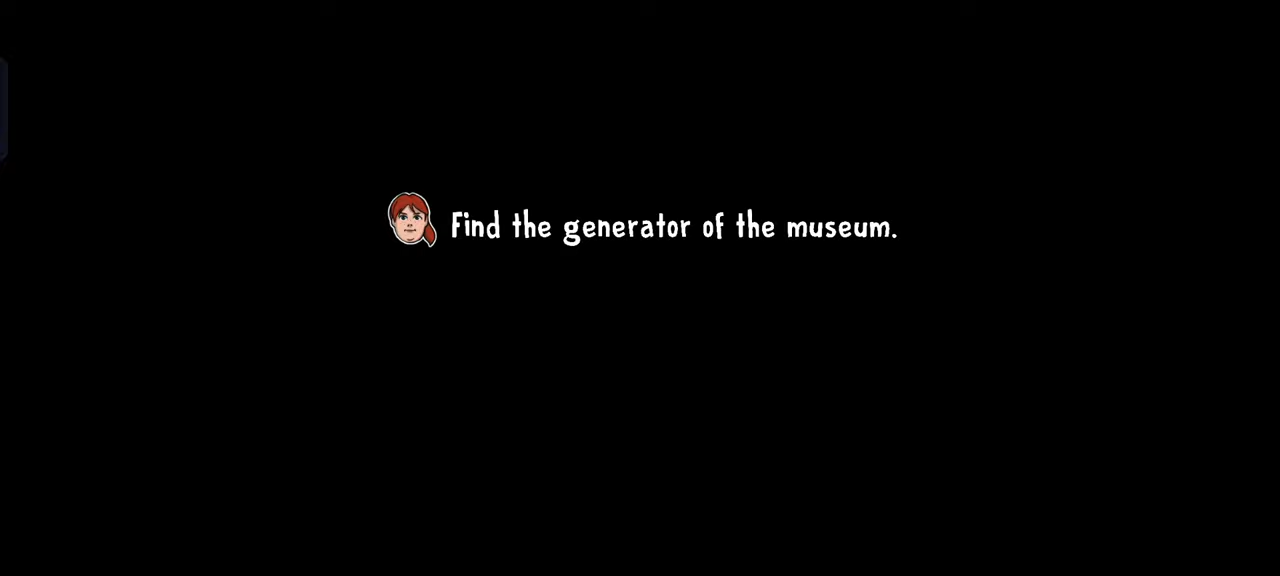 Find the generator of the museum.